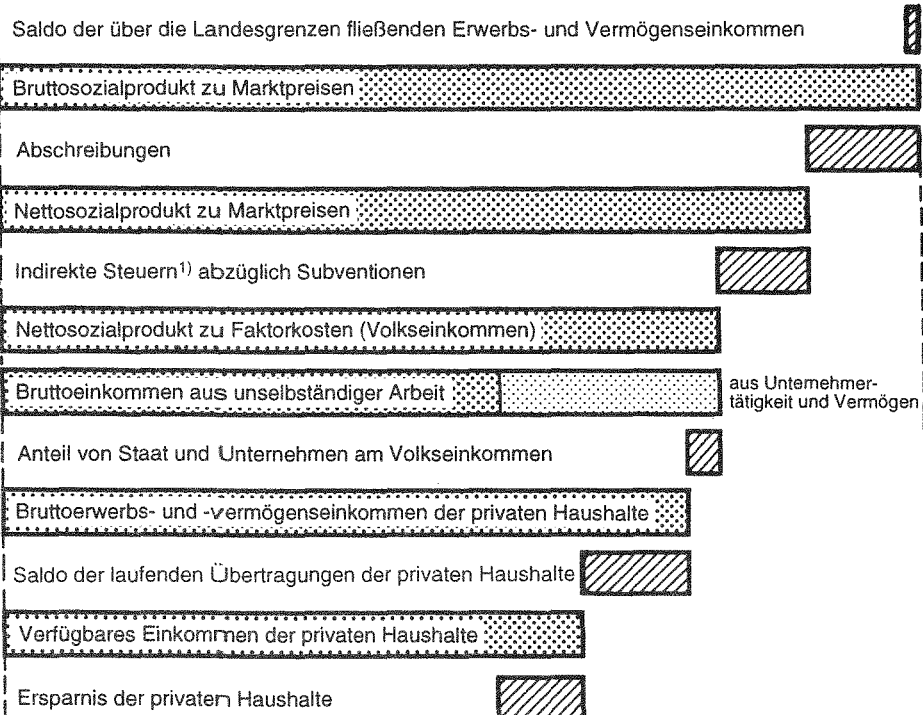 Saldo der über die Landesgrenzen fließenden Erwerbs- und Vermögenseinkommen
Bruttosozialprodukt zu Marktpreisen
Abschreibungen
Nettosozialprodukt zu Marktpreisen
Indirekte Steuern¹⁾ abzüglich Subventionen
Nettosozialprodukt zu Faktorkosten (Volkseinkommen)
Bruttoeinkommen aus unselbständiger Arbeit
aus Unternehmer-
tätigkeit und Vermögen
Anteil von Staat und Unternehmen am Volkseinkommen
Bruttoerwerbs- und -vermögenseinkommen der privaten Haushalte
Saldo der laufenden Übertragungen der privaten Haushalte
Verfügbares Einkommen der privaten Haushalte
Ersparnis der privaten Haushalte